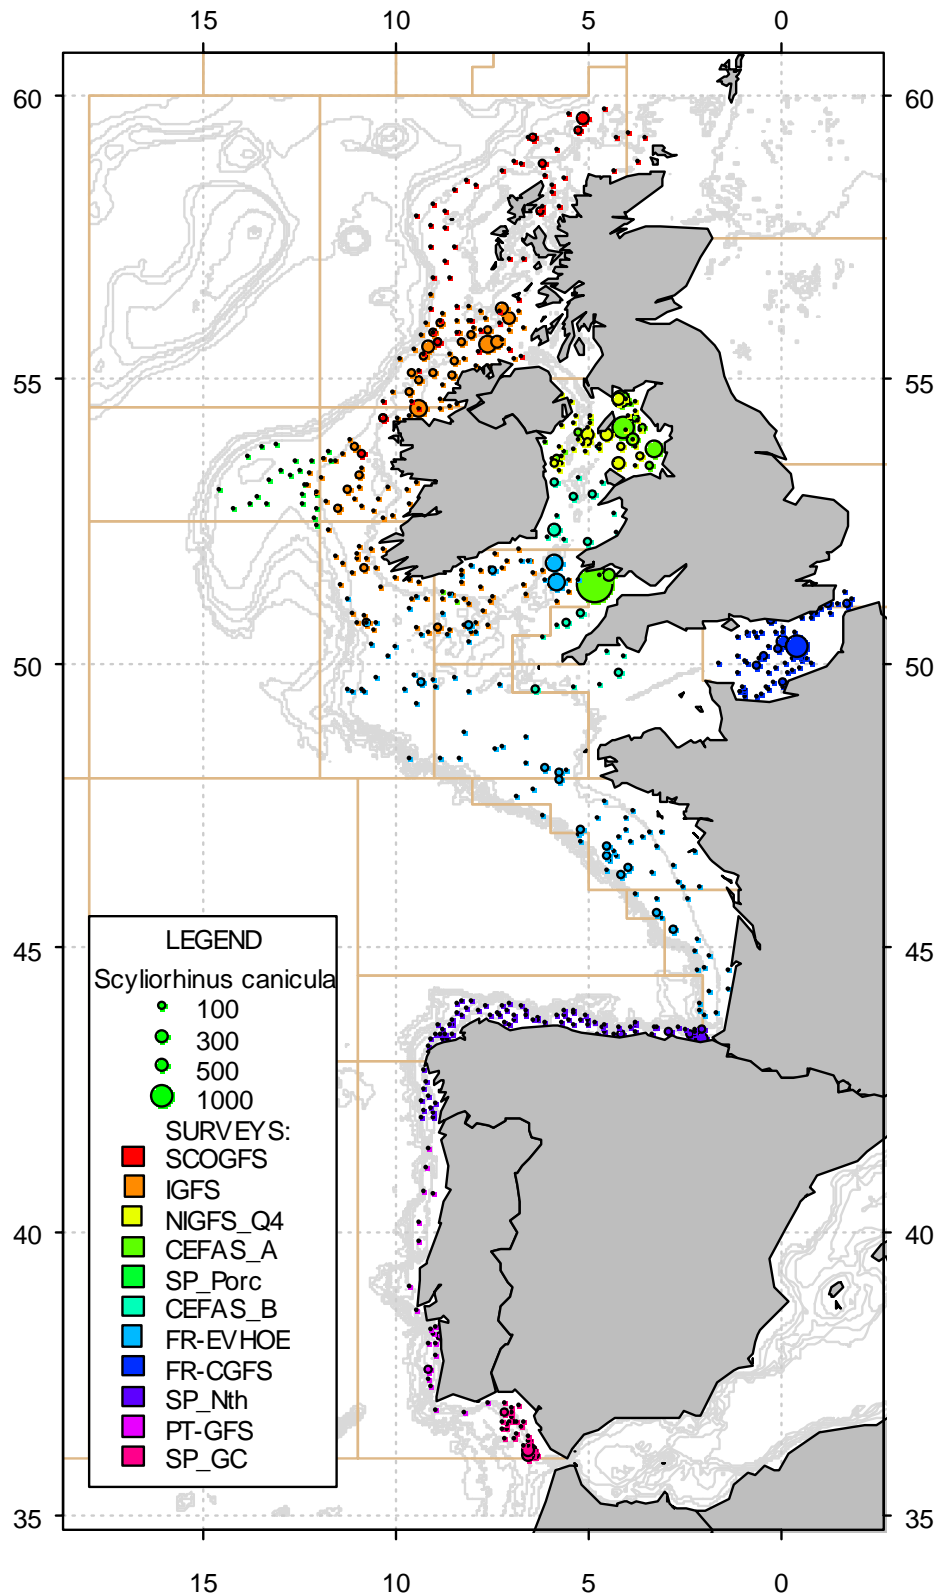 15 10 5 0
60 60
55 55
50 50
45 45
LEGEND
Scyliorhinus canicula
100
300
500
1000
SURVEYS:
SCOGFS
IGFS
NIGFS_Q4
CEFAS_A
SP_Porc
CEFAS_B
FR-EVHOE
FR-CGFS
SP_Nth
PT-GFS
SP_GC
40 40
35 35
15 10 5 0